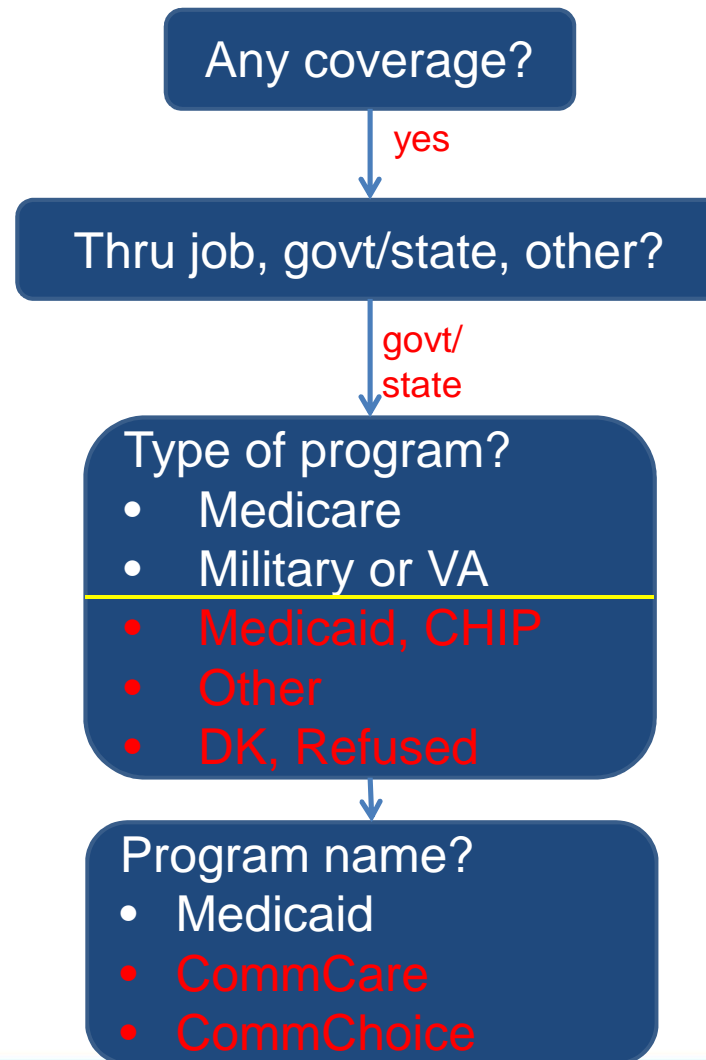 Any coverage?
yes
Thru job, govt/state, other?
govt/
state
Type of program?
• Medicare
• Military or VA
• Medicaid, CHIP
• Other
• DK, Refused
Program name?
• Medicaid
• CommCare
• CommChoice